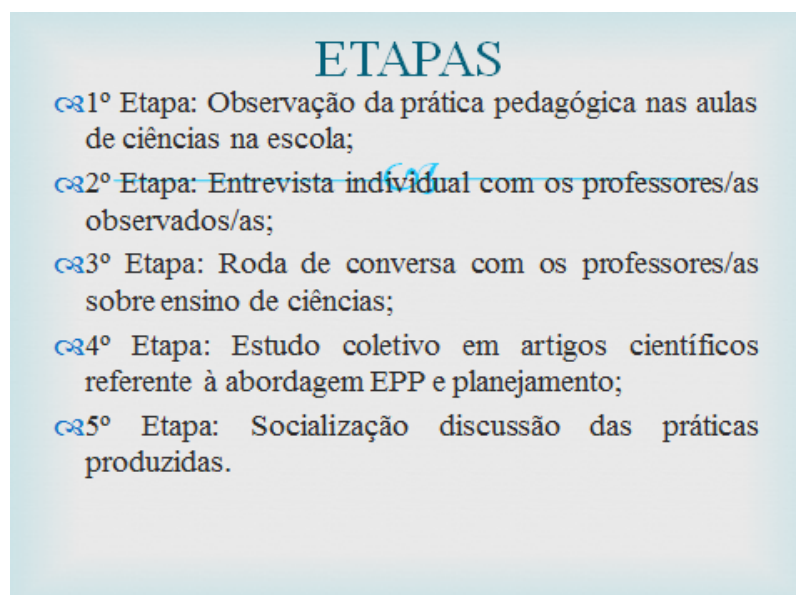 ETAPAS
1º Etapa: Observação da prática pedagógica nas aulas
de ciências na escola;
2º Etapa: Entrevista individual com os professores/as
observados/as;
3º Etapa: Roda de conversa com os professores/as
sobre ensino de ciências;
4º Etapa: Estudo coletivo em artigos científicos
referente à abordagem EPP e planejamento;
5º Etapa: Socialização discussão das práticas
produzidas.